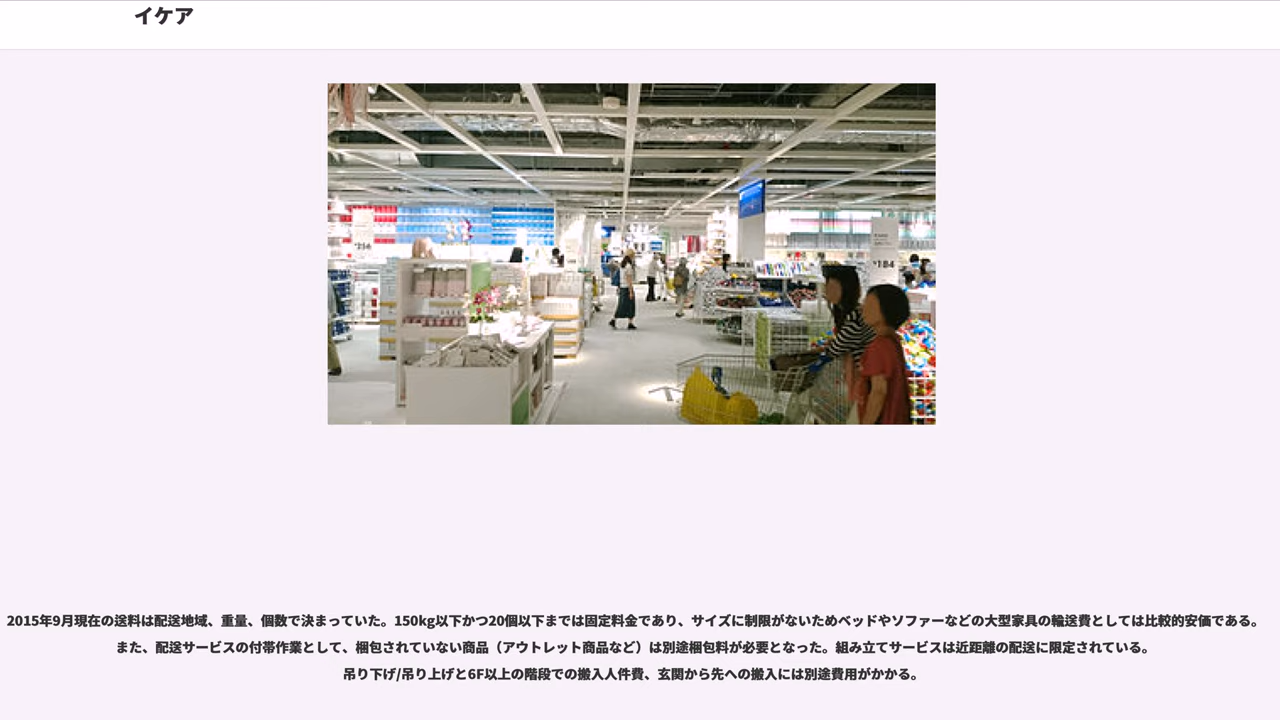 イケア
¥184
2015年9月現在の送料は配送地域、重量、個数で決まっていた。150kg以下かつ20個以下までは固定料金であり、サイズに制限がないためベッドやソファーなどの大型家具の輸送費としては比較的安価である。
また、配送サービスの付帯作業として、梱包されていない商品（アウトレット商品など）は別途梱包料が必要となった。組み立てサービスは近距離の配送に限定されている。
吊り下げ/吊り上げと6F以上の階段での搬入人件費、玄関から先への搬入には別途費用がかかる。